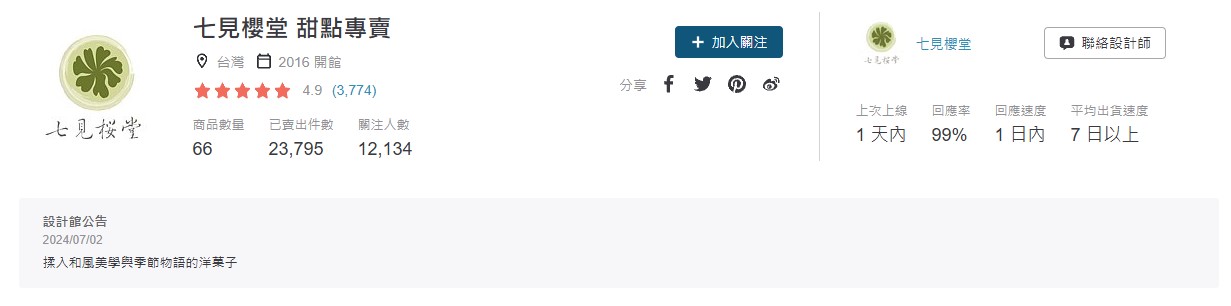 七見櫻堂 甜點專賣
台灣 2016 開館
4.9 (3,774)
商品數量 已賣出件數 關注人數
66 23,795 12,134
七見桜堂
+ 加入關注
分享
七見櫻堂
七見桜堂
聯絡設計師
上次上線 回應率 回應速度 平均出貨速度
1 天內 99% 1 日內 7 日以上
設計館公告
2024/07/02
揉入和風美學與季節物語的洋菓子